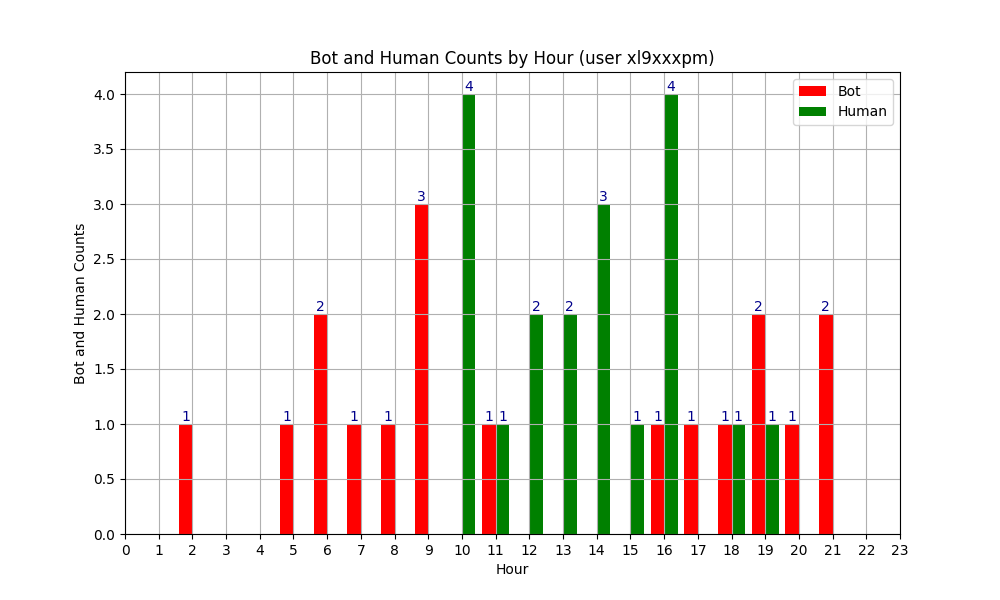 Bot and Human Counts by Hour (user xl9xxxpm)
Bot
Human
4.0
3.5
3.0
2.5
2.0
1.5
1.0
0.5
0.0
Bot and Human Counts
1 1 2 1 1 3 4 1 1 2 2 3 1 1 4 1 1 1 2 1 1 2
0 1 2 3 4 5 6 7 8 9 10 11 12 13 14 15 16 17 18 19 20 21 22 23
Hour